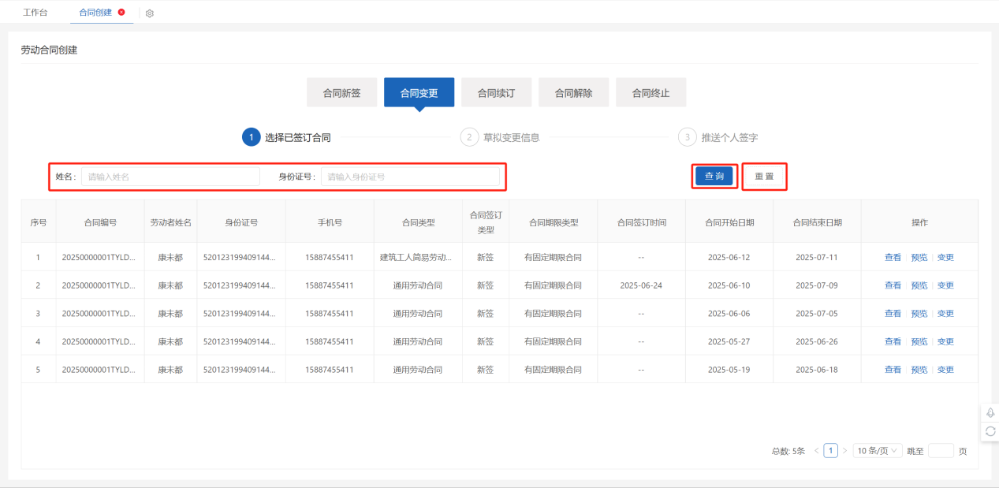 工作台 合同创建
劳动合同创建
合同新签 合同变更 合同续订 合同解除 合同终止
1 选择已签订合同 2 草拟变更信息 3 推送个人签字
姓名： 请输入姓名 身份证号： 请输入身份证号 查 询 重 置
序号 合同编号 劳动者姓名 身份证号 手机号 合同类型 合同签订类型 合同期限类型 合同签订时间 合同开始日期 合同结束日期 操作
1 20250000001TYLD... 康未都 520123199409144... 15887455411 建筑工人简易劳动... 新签 有固定期限合同 -- 2025-06-12 2025-07-11 查看 预览 变更
2 20250000001TYLD... 康未都 520123199409144... 15887455411 通用劳动合同 新签 有固定期限合同 2025-06-24 2025-06-10 2025-07-09 查看 预览 变更
3 20250000001TYLD... 康未都 520123199409144... 15887455411 通用劳动合同 新签 有固定期限合同 -- 2025-06-06 2025-07-05 查看 预览 变更
4 20250000001TYLD... 康未都 520123199409144... 15887455411 通用劳动合同 新签 有固定期限合同 -- 2025-05-27 2025-06-26 查看 预览 变更
5 20250000001TYLD... 康未都 520123199409144... 15887455411 通用劳动合同 新签 有固定期限合同 -- 2025-05-19 2025-06-18 查看 预览 变更
总数: 5条 < 1 > 10 条/页 跳至 页